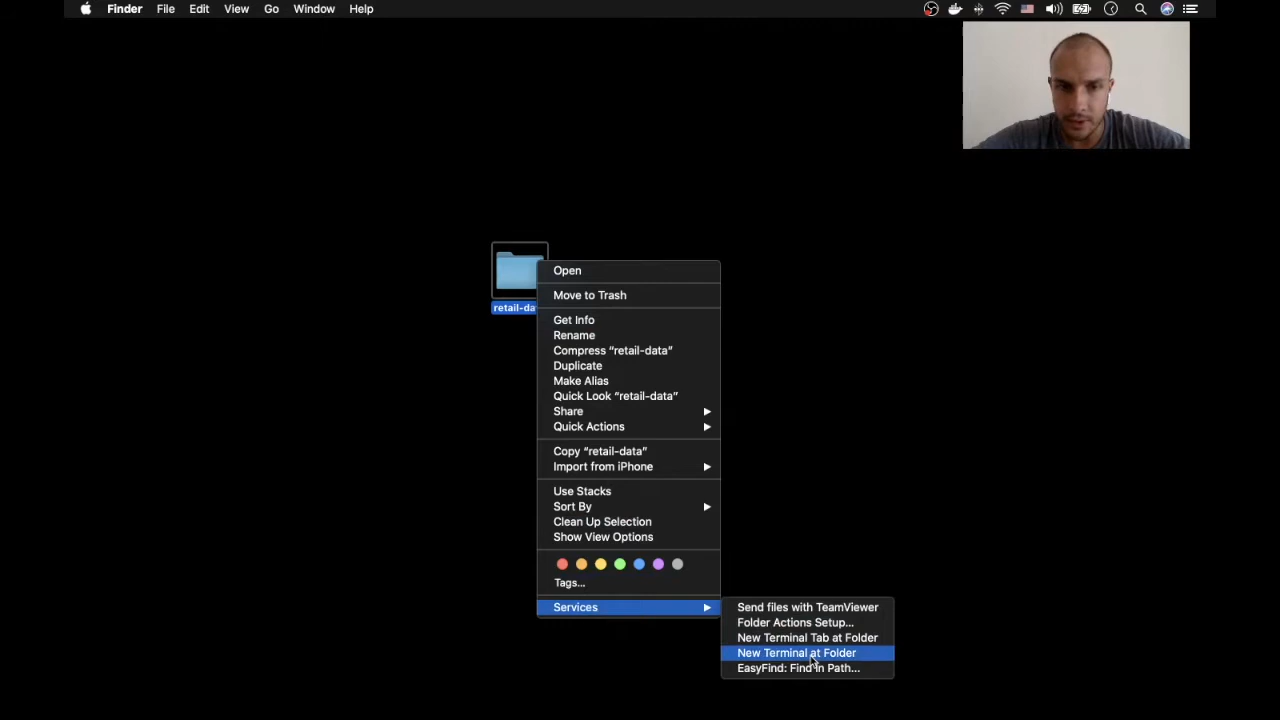 Finder File Edit View Go Window Help
retail-da
Open
Move to Trash
Get Info
Rename
Compress “retail-data”
Duplicate
Make Alias
Quick Look “retail-data”
Share
Quick Actions
Copy “retail-data”
Import from iPhone
Use Stacks
Sort By
Clean Up Selection
Show View Options
Tags...
Services
Send files with TeamViewer
Folder Actions Setup...
New Terminal Tab at Folder
New Terminal at Folder
EasyFind: Find in Path...